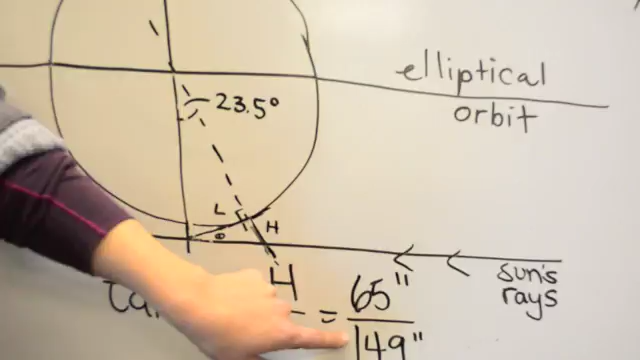 elliptical
orbit
23.5°
L
H
θ
sun's
rays
H
= 65"
149"